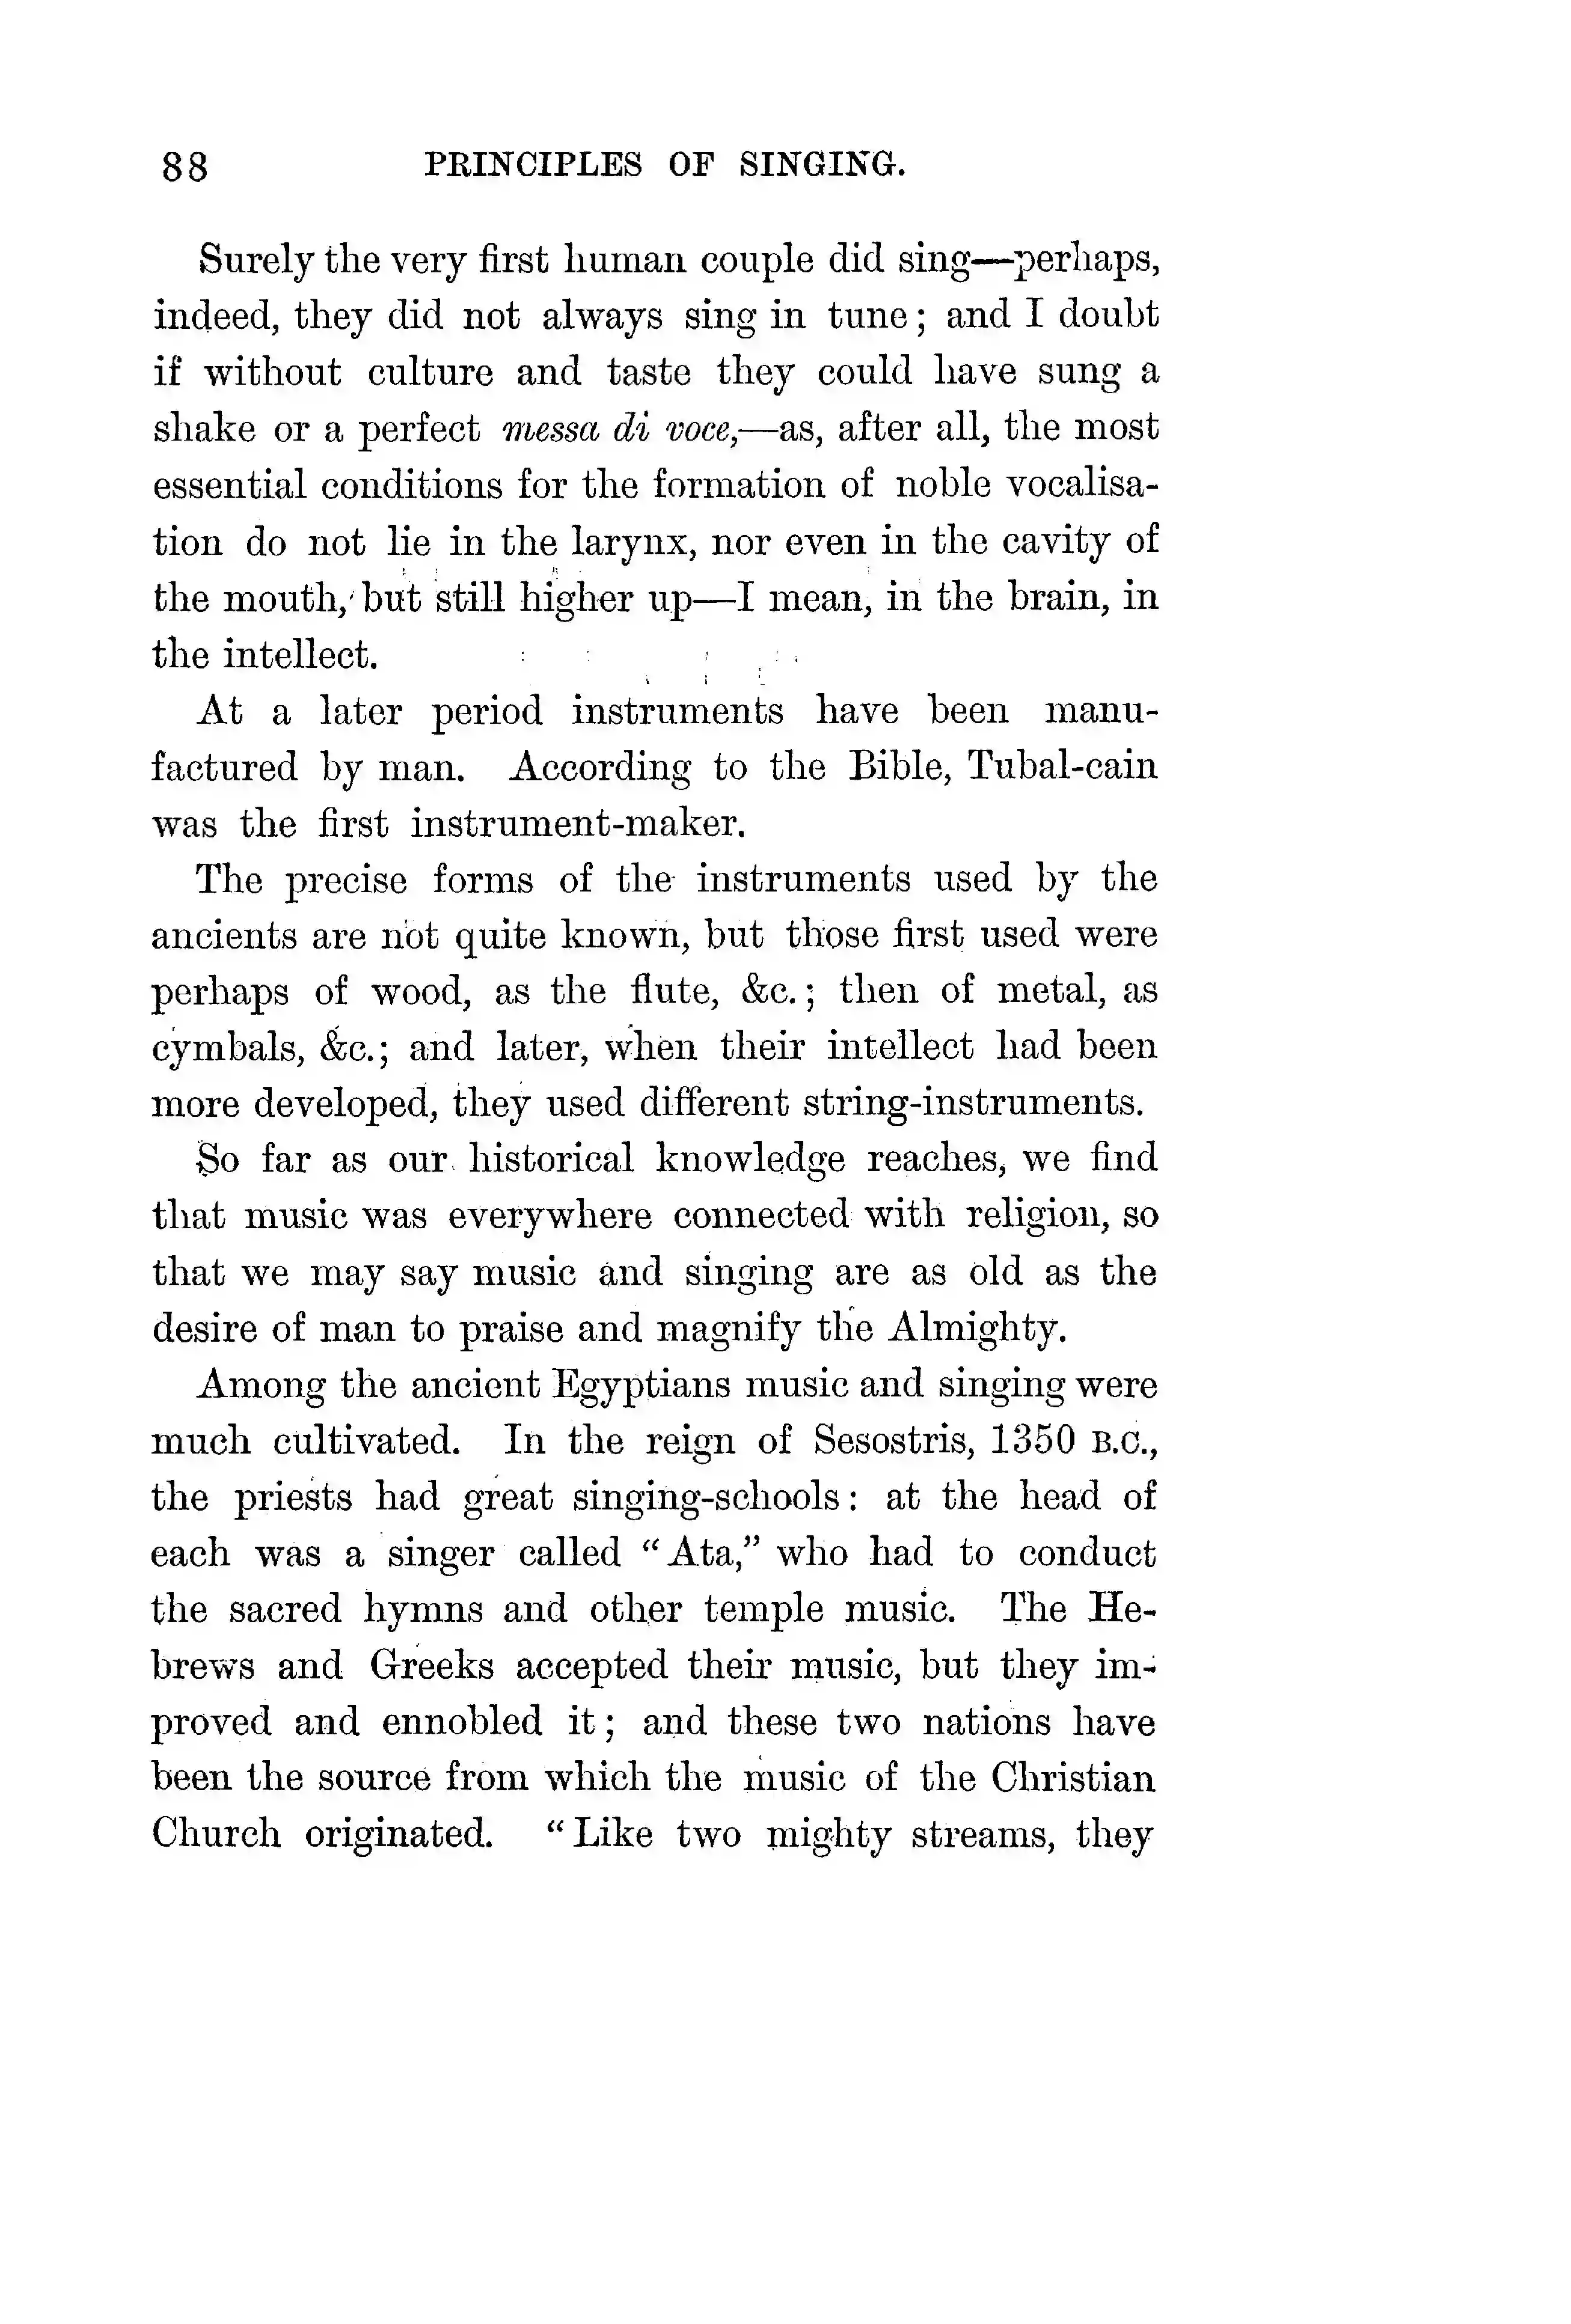 88 PRINCIPLES OF SINGING.
Surely the very first human couple did sing—perhaps,
indeed, they did not always sing in tune; and I doubt
if without culture and taste they could have sung a
shake or a perfect messa di voce,—as, after all, the most
essential conditions for the formation of noble vocalisa-
tion do not lie in the larynx, nor even in the cavity of
the mouth, but still higher up—I mean, in the brain, in
the intellect.
At a later period instruments have been manu-
factured by man. According to the Bible, Tubal-cain
was the first instrument-maker.
The precise forms of the instruments used by the
ancients are not quite known, but those first used were
perhaps of wood, as the flute, &c.; then of metal, as
cymbals, &c.; and later, when their intellect had been
more developed, they used different string-instruments.
So far as our historical knowledge reaches, we find
that music was everywhere connected with religion, so
that we may say music and singing are as old as the
desire of man to praise and magnify the Almighty.
Among the ancient Egyptians music and singing were
much cultivated. In the reign of Sesostris, 1350 B.C.,
the priests had great singing-schools: at the head of
each was a singer called “Ata,” who had to conduct
the sacred hymns and other temple music. The He-
brews and Greeks accepted their music, but they im-
proved and ennobled it; and these two nations have
been the source from which the music of the Christian
Church originated. “Like two mighty streams, they